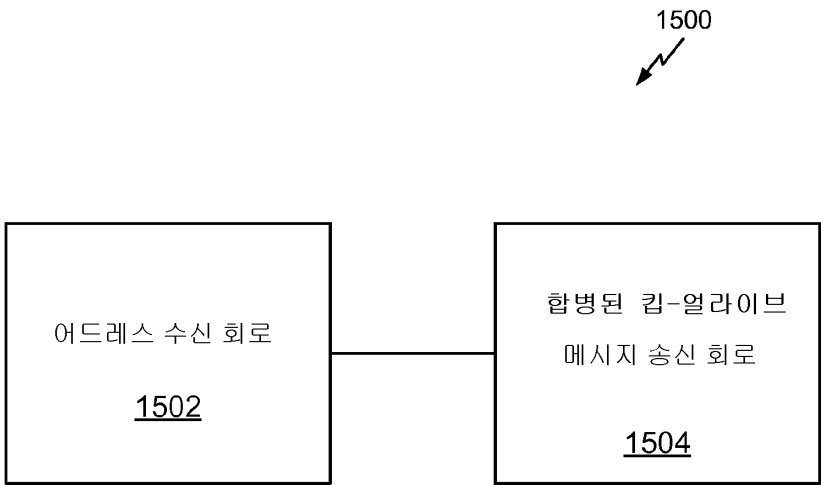 1500
어드레스 수신 회로
1502
합병된 킵-얼라이브
메시지 송신 회로
1504